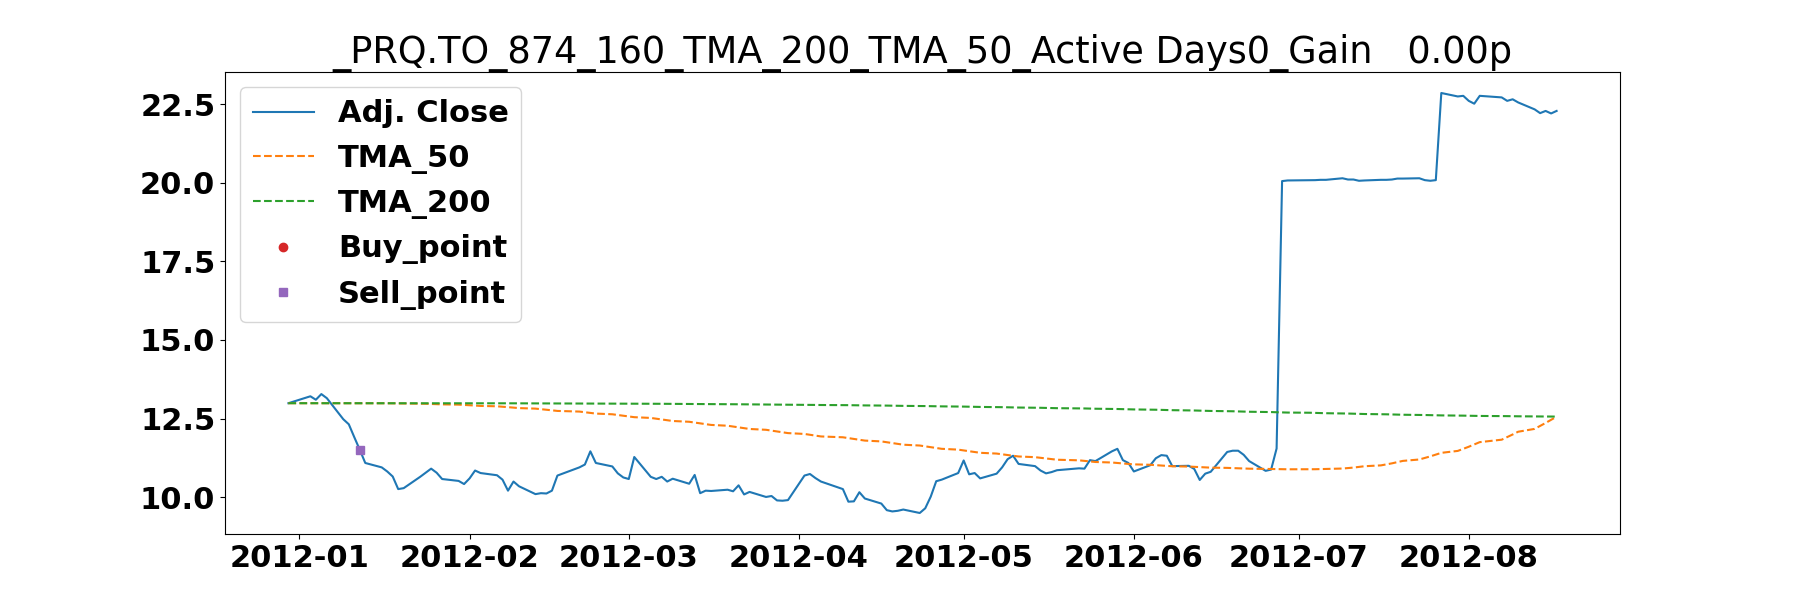 _PRQ.TO_874_160_TMA_200_TMA_50_Active Days0_Gain   0.00p
22.5
20.0
17.5
15.0
12.5
10.0
Adj. Close
TMA_50
TMA_200
Buy_point
Sell_point
2012-01 2012-02 2012-03 2012-04 2012-05 2012-06 2012-07 2012-08